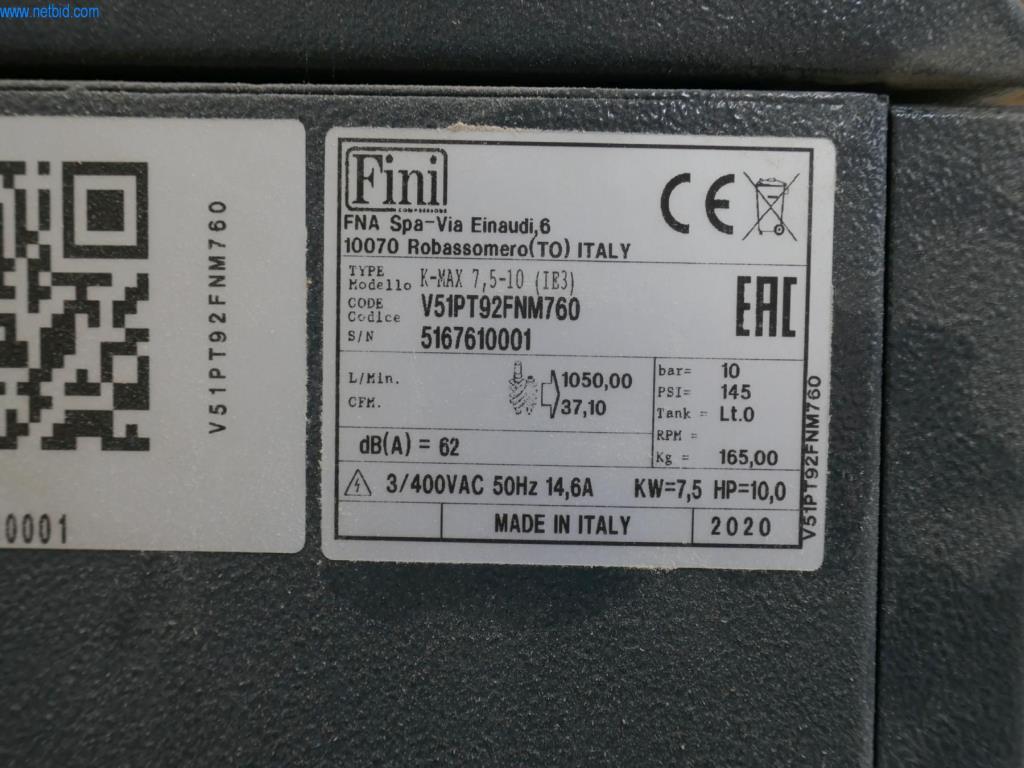 www.netbid.com
V51PT92FNM760
0001
Fini
COMPRESSORS
FNA Spa-Via Einaudi,6
10070 Robassomero(TO) ITALY
CE
TYPE
Modello K-MAX 7,5-10 (IE3)
CODE
Codice V51PT92FNM760
S/N 5167610001
EAC
L/Min. 1050,00
CFM. 37,10
dB(A) = 62
bar= 10
PSI= 145
Tank = Lt.0
RPM =
Kg = 165,00
3/400VAC 50Hz 14,6A KW=7,5 HP=10,0
MADE IN ITALY 2020
V51PT92FNM760